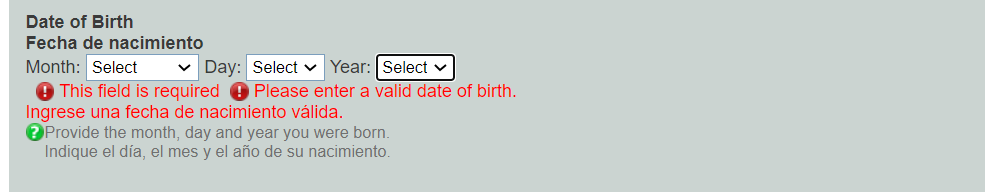 Date of Birth
Fecha de nacimiento
Month: Select Day: Select Year: Select
This field is required Please enter a valid date of birth.
Ingrese una fecha de nacimiento válida.
Provide the month, day and year you were born.
Indique el día, el mes y el año de su nacimiento.